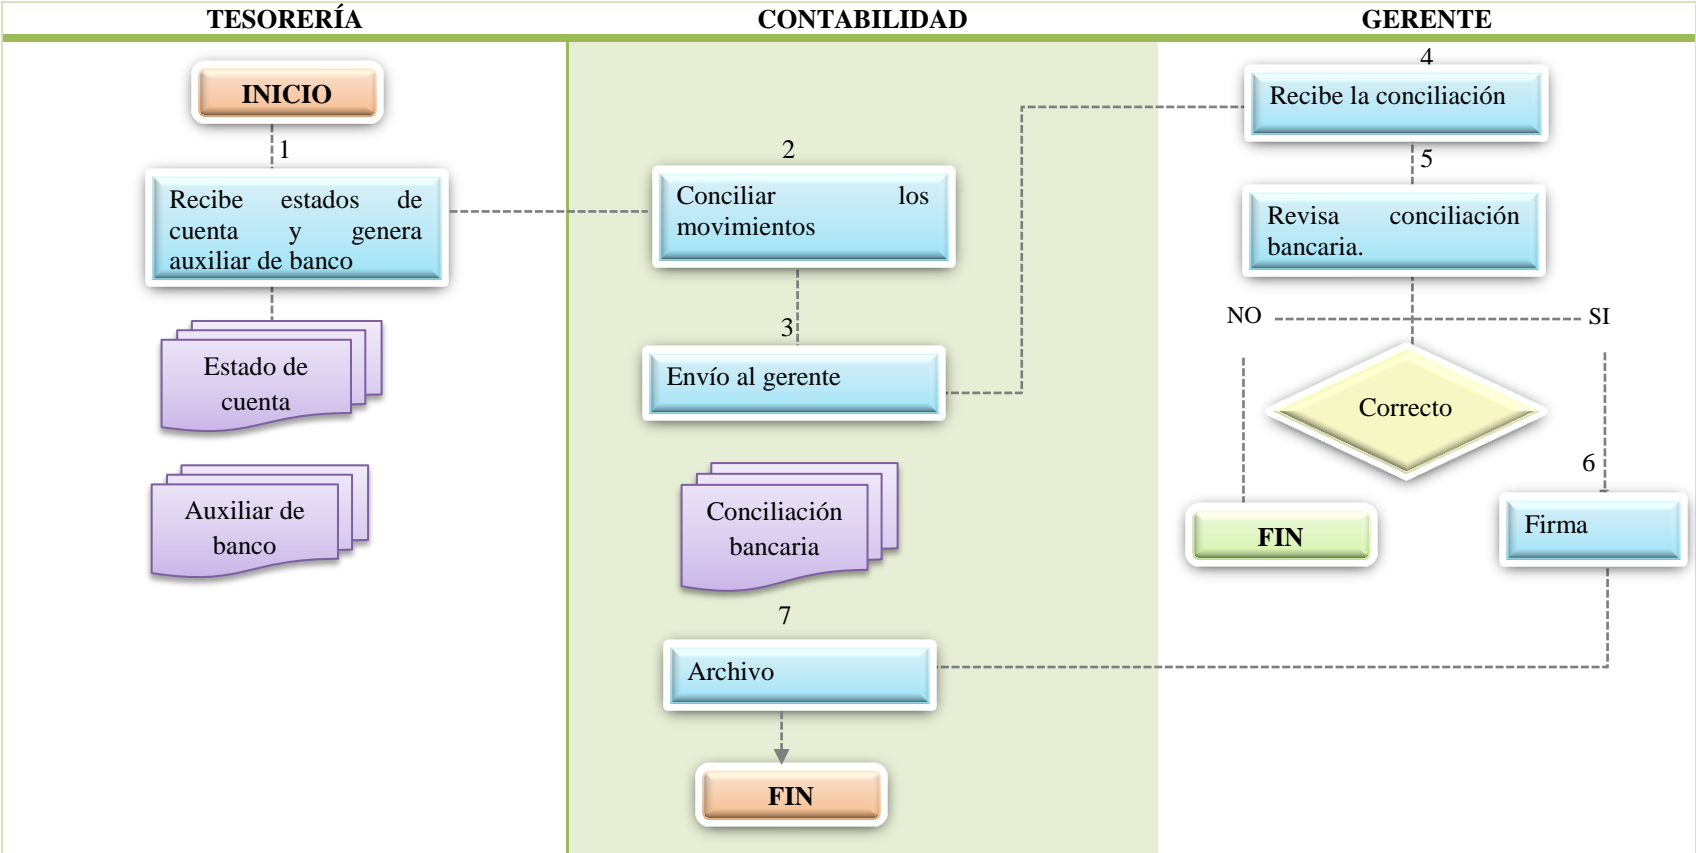 TESORERÍA
CONTABILIDAD
GERENTE
INICIO
1
Recibe estados de
cuenta y genera
auxiliar de banco
Estado de
cuenta
Auxiliar de
banco
2
Conciliar los
movimientos
3
Envío al gerente
Conciliación
bancaria
7
Archivo
FIN
4
Recibe la conciliación
5
Revisa conciliación
bancaria.
NO
SI
Correcto
6
FIN
Firma